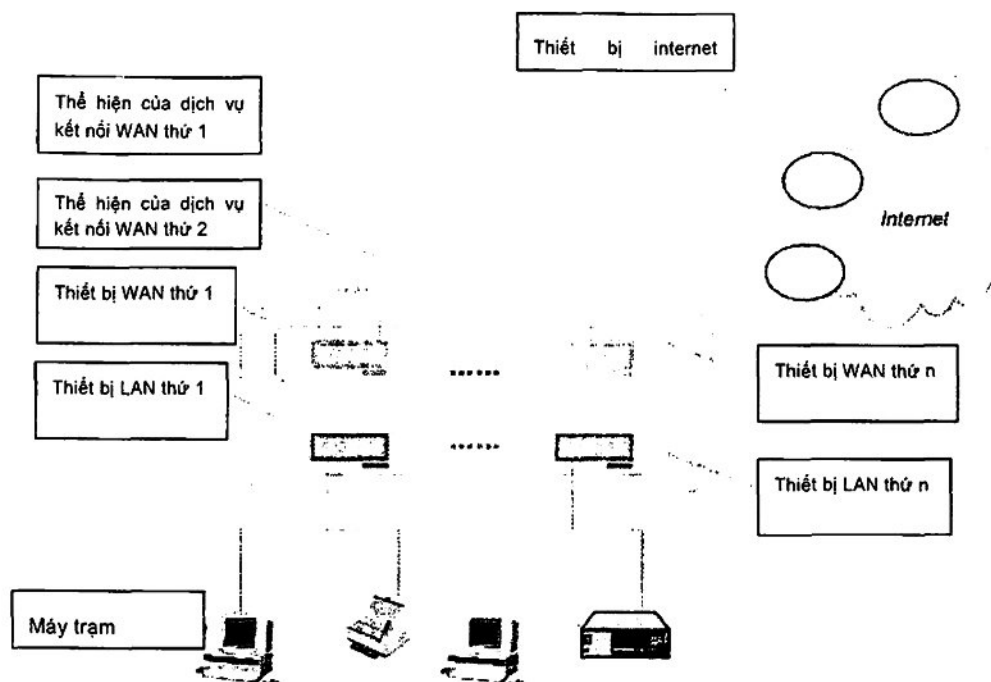 Thiết bị internet
Thể hiện của dịch vụ
kết nối WAN thứ 1
Thể hiện của dịch vụ
kết nối WAN thứ 2
Internet
Thiết bị WAN thứ 1
Thiết bị WAN thứ n
Thiết bị LAN thứ 1
Thiết bị LAN thứ n
Máy trạm